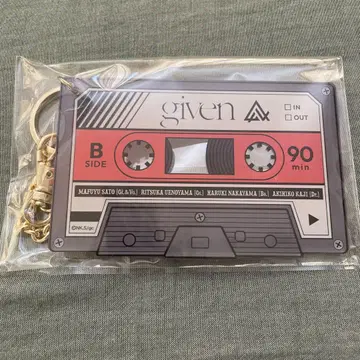 given
IN
OUT
B
SIDE
90
min
MAFUYU SATO [Gt.&Vo.] RITSUKA UENOYAMA [Gt.] HARUKI NAKAYAMA [Ba.] AKIHIKO KAJI [Dr.]